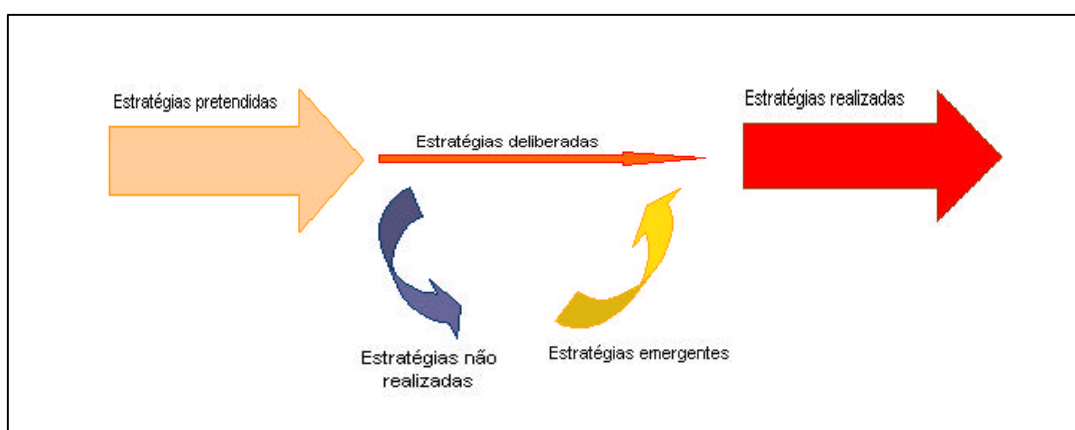 Estratégias pretendidas
Estratégias realizadas
Estratégias deliberadas
Estratégias não
realizadas
Estratégias emergentes